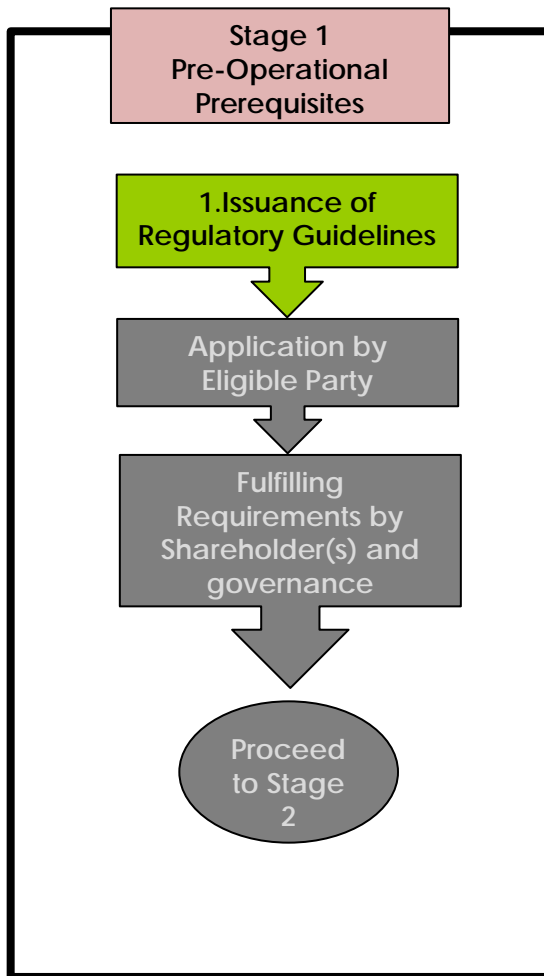 Stage 1
Pre-Operational
Prerequisites
1.Issuance of
Regulatory Guidelines
Application by
Eligible Party
Fulfilling
Requirements by
Shareholder(s) and
governance
Proceed
to Stage
2